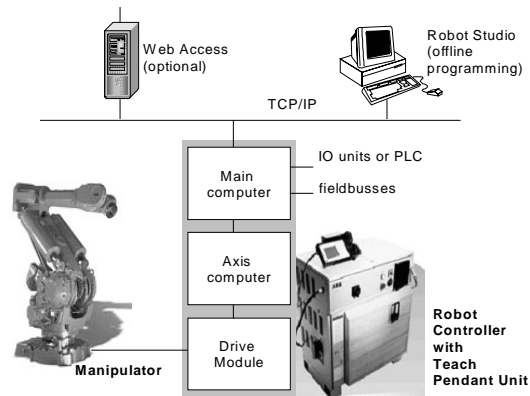 Web Access
(optional)
Robot Studio
(offline
programming)
TCP/IP
Main
computer
IO units or PLC
fieldbusses
Axis
computer
Drive
Module
Manipulator
ABB
Robot
Controller
with
Teach
Pendant Unit